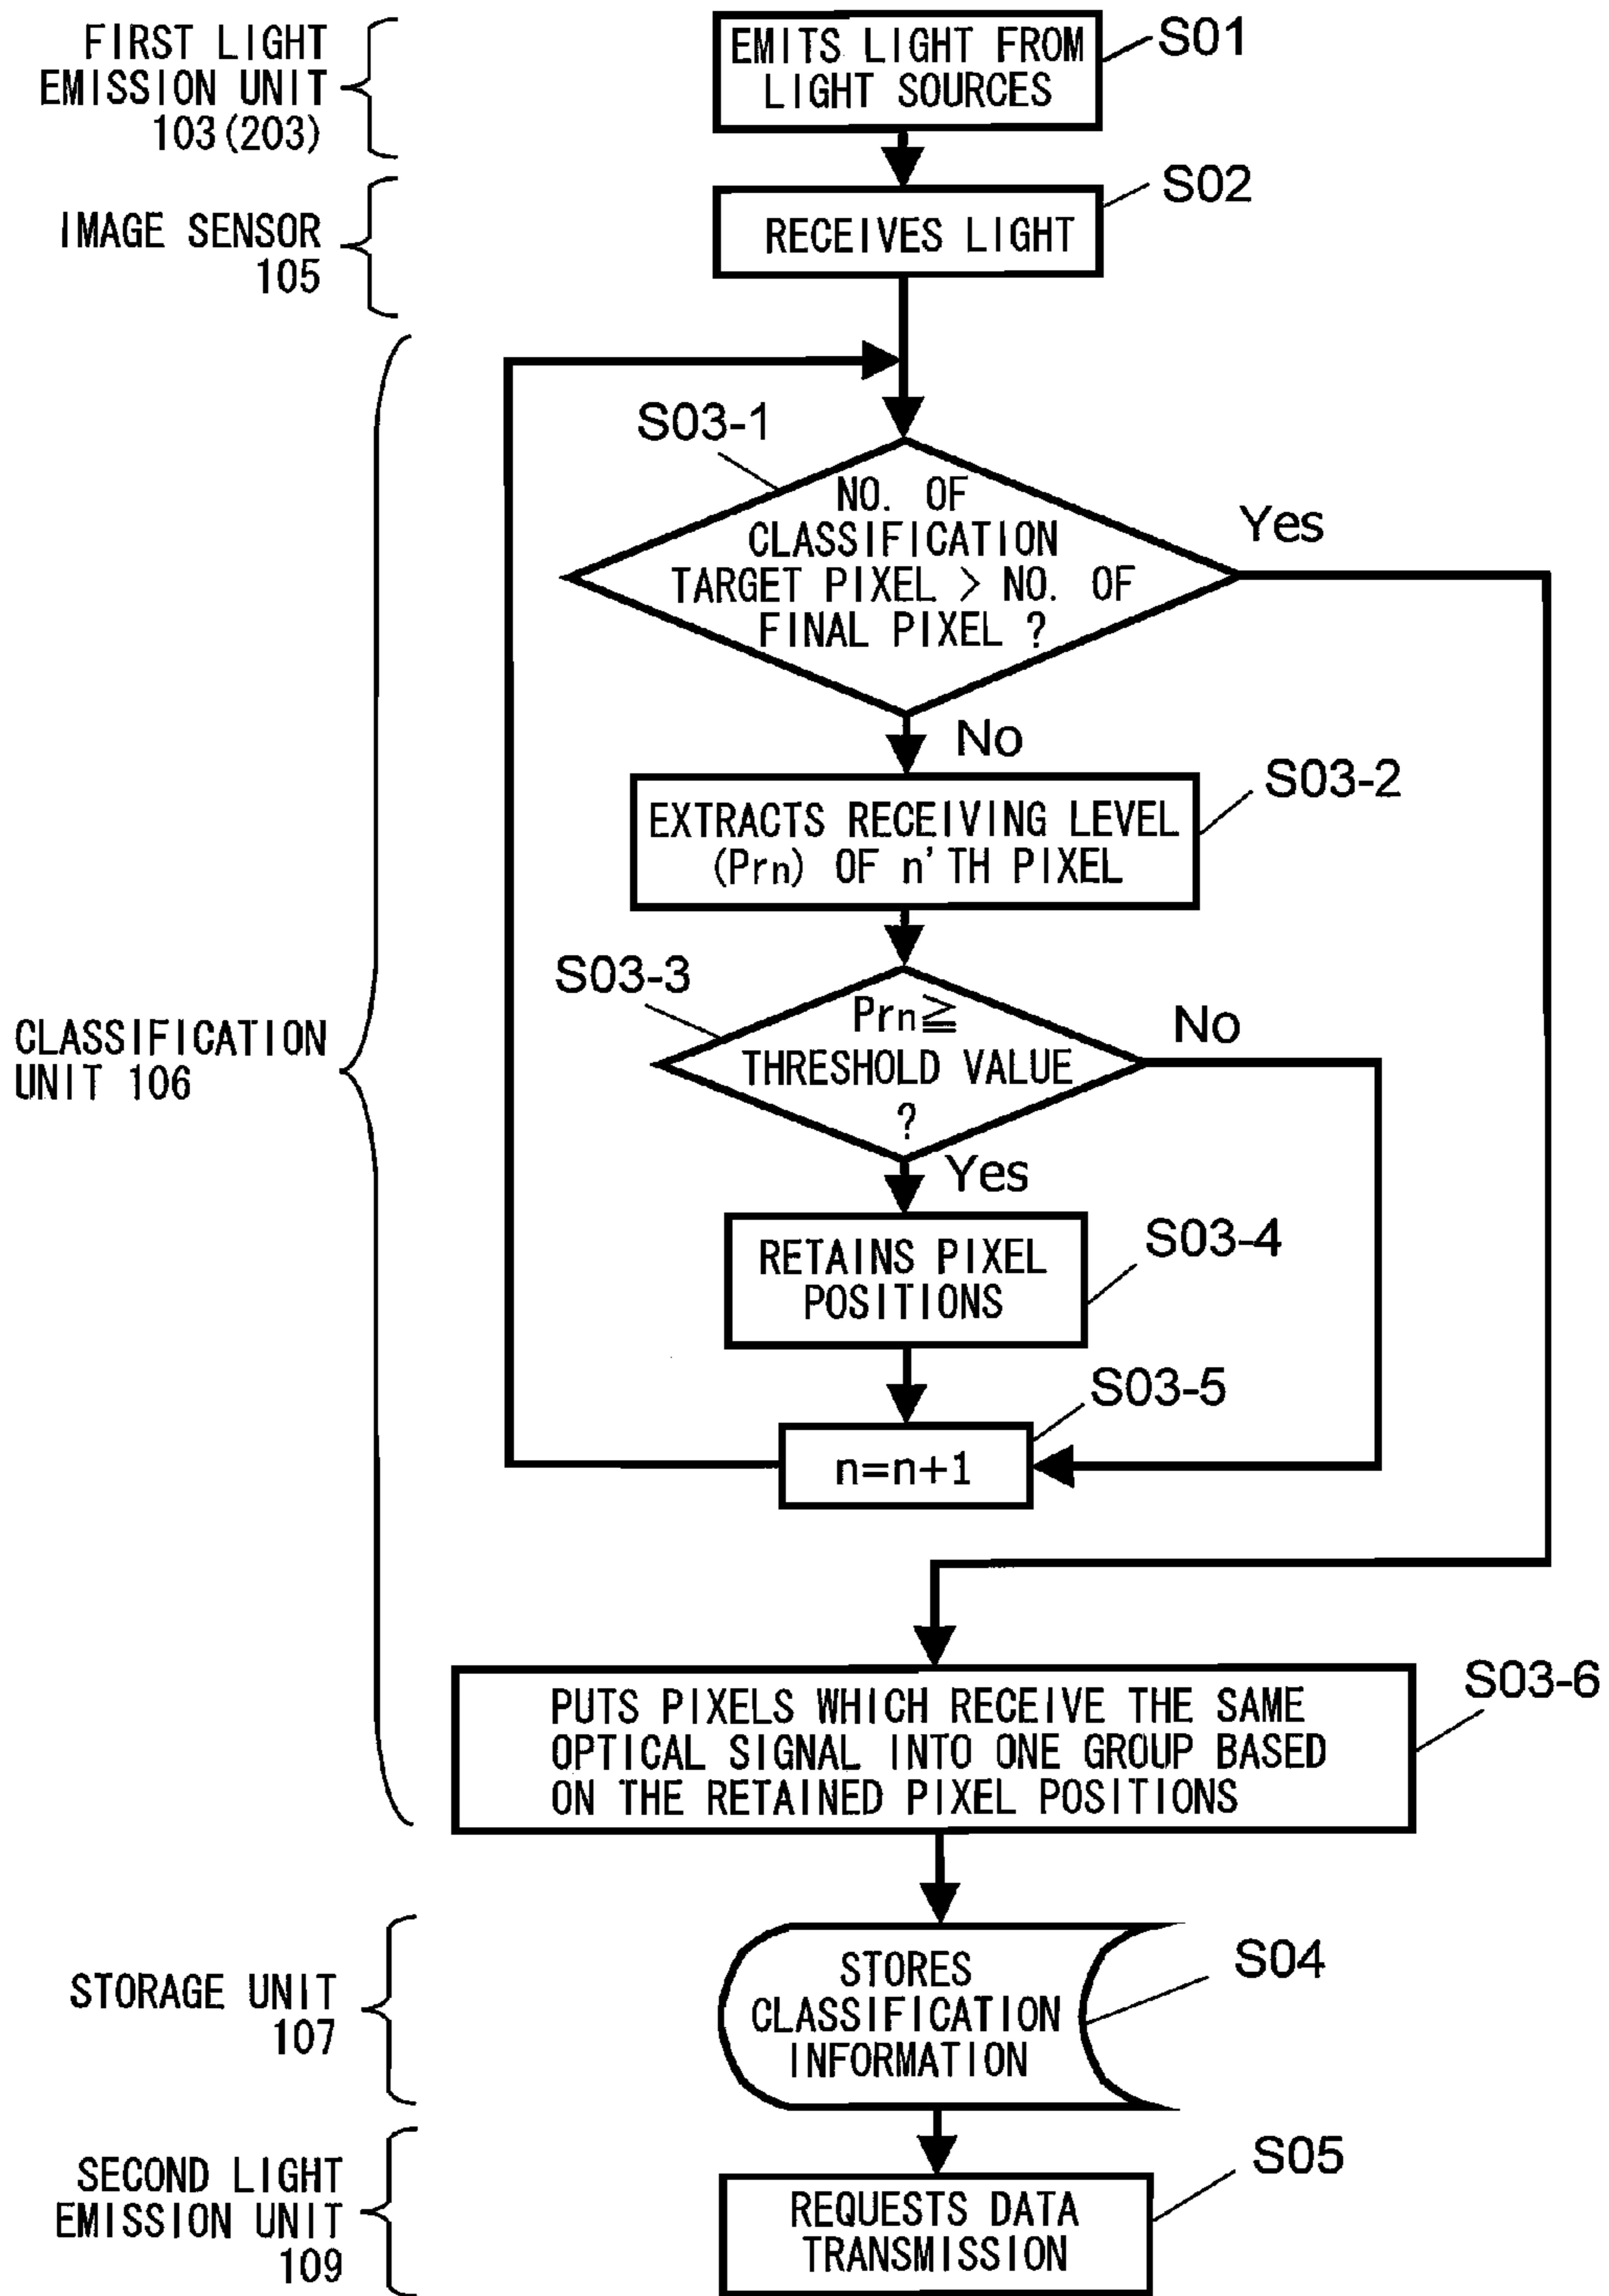 FIRST LIGHT
EMISSION UNIT
103(203)
EMITS LIGHT FROM
LIGHT SOURCES
S01
IMAGE SENSOR
105
RECEIVES LIGHT
S02
CLASSIFICATION
UNIT 106
S03-1
NO. OF
CLASSIFICATION
TARGET PIXEL > NO. OF
FINAL PIXEL ?
Yes
No
S03-2
EXTRACTS RECEIVING LEVEL
(Prn) OF n'TH PIXEL
S03-3
Prn≧
THRESHOLD VALUE
?
No
Yes
RETAINS PIXEL
POSITIONS
S03-4
S03-5
n=n+1
PUTS PIXELS WHICH RECEIVE THE SAME
OPTICAL SIGNAL INTO ONE GROUP BASED
ON THE RETAINED PIXEL POSITIONS
S03-6
STORAGE UNIT
107
STORES
CLASSIFICATION
INFORMATION
S04
SECOND LIGHT
EMISSION UNIT
109
REQUESTS DATA
TRANSMISSION
S05